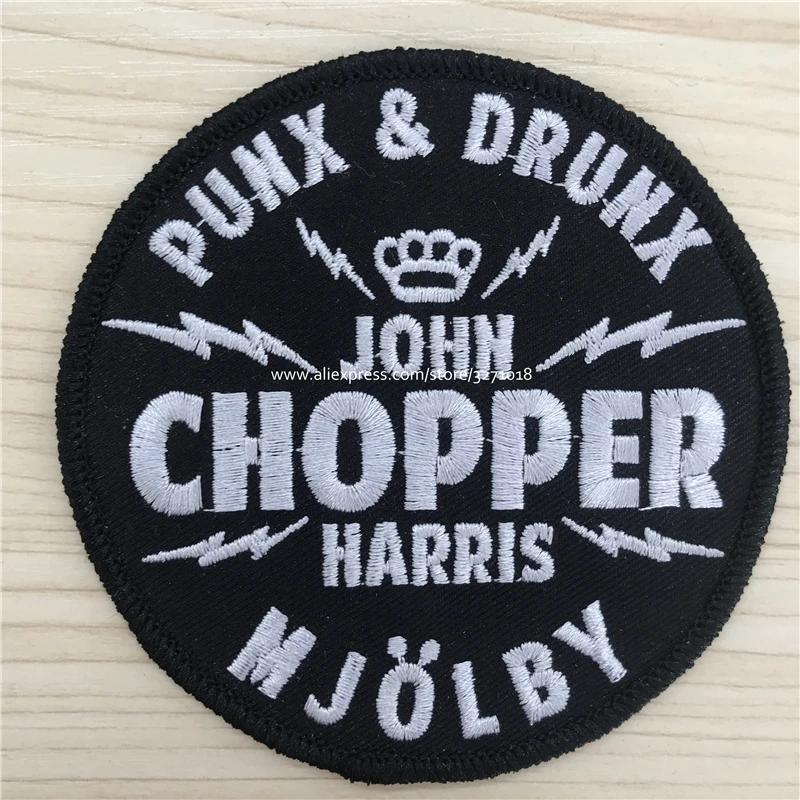 PUNX & DRUNX
JOHN
www.aliexpress.com/store/3271018
CHOPPER
HARRIS
MJÖLBY